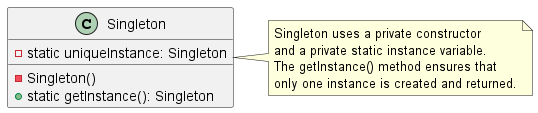 C Singleton
static uniqueInstance: Singleton
Singleton()
static getInstance(): Singleton
Singleton uses a private constructor
and a private static instance variable.
The getInstance() method ensures that
only one instance is created and returned.